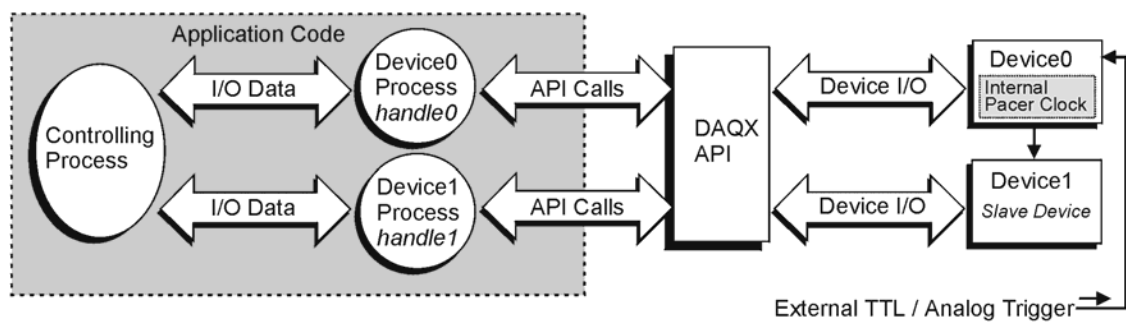 Application Code
Controlling
Process
I/O Data
I/O Data
Device0
Process
handle0
Device1
Process
handle1
API Calls
API Calls
DAQX
API
Device I/O
Device I/O
Device0
Internal
Pacer Clock
Device1
Slave Device
External TTL / Analog Trigger